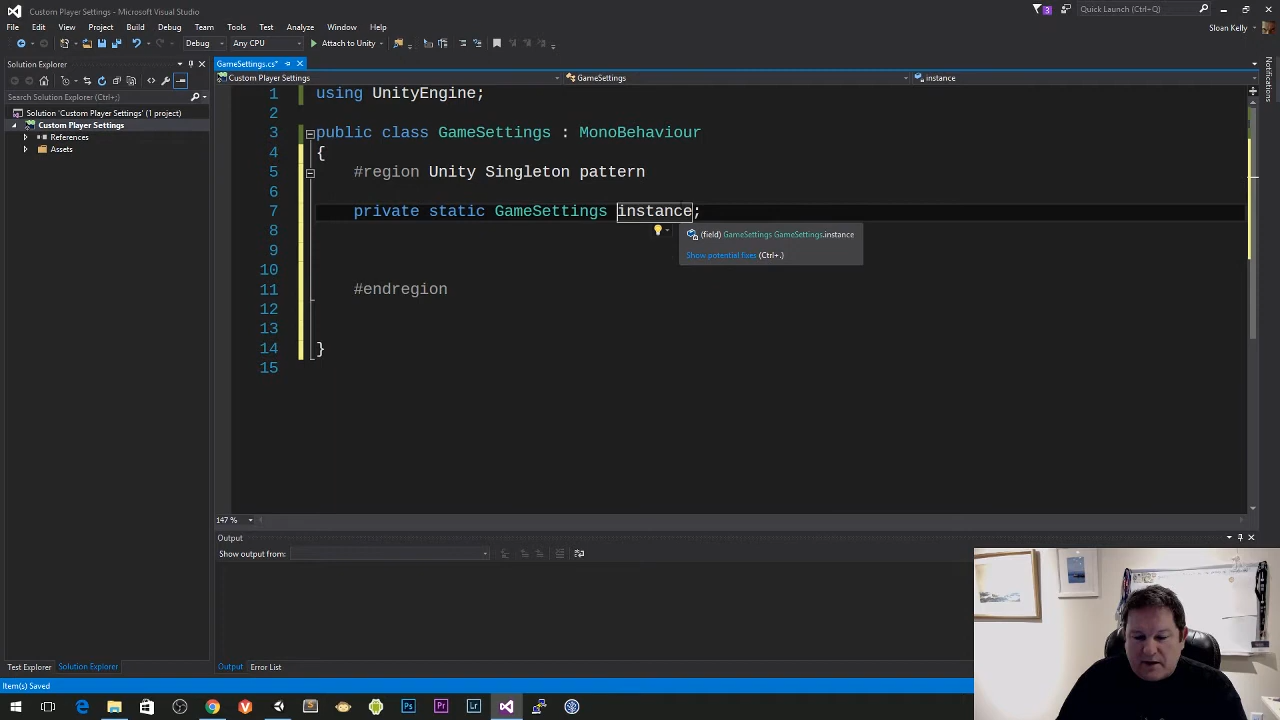 Custom Player Settings - Microsoft Visual Studio
3
Quick Launch (Ctrl+Q)
File Edit View Project Build Debug Team Tools Test Analyze Window Help
Sloan Kelly
Debug Any CPU Attach to Unity
Solution Explorer
GameSettings.cs*
Custom Player Settings GameSettings instance
Search Solution Explorer (Ctrl+;)
Solution 'Custom Player Settings' (1 project)
Custom Player Settings
References
Assets
1 using UnityEngine;
2
3 public class GameSettings : MonoBehaviour
4 {
5 #region Unity Singleton pattern
6
7 private static GameSettings instance;
8
(field) GameSettings GameSettings.instance
9
Show potential fixes (Ctrl+.)
10
11 #endregion
12
13
14 }
15
Notifications
147 %
Output
Show output from:
Test Explorer Solution Explorer Output Error List
Item(s) Saved